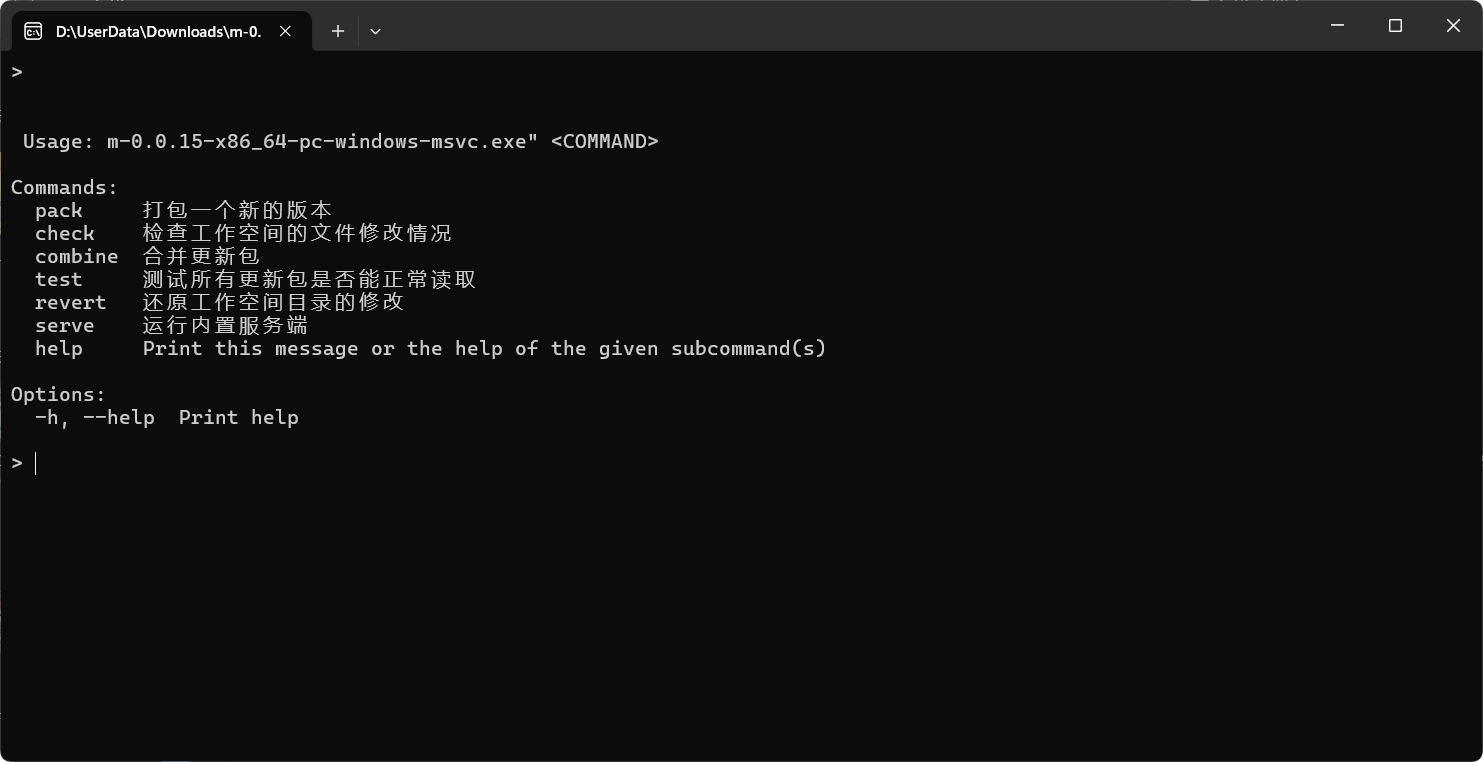 D:\UserData\Downloads\m-0.
>
Usage: m-0.0.15-x86_64-pc-windows-msvc.exe" <COMMAND>
Commands:
pack 打包一个新的版本
check 检查工作空间的文件修改情况
combine 合并更新包
test 测试所有更新包是否能正常读取
revert 还原工作空间目录的修改
serve 运行内置服务端
help Print this message or the help of the given subcommand(s)
Options:
-h, --help Print help
>